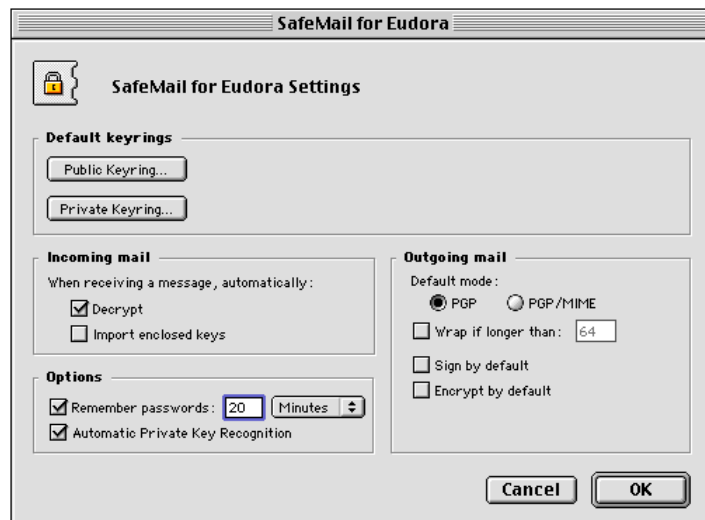 SafeMail for Eudora
SafeMail for Eudora Settings
Default keyrings
Public Keyring...
Private Keyring...
Incoming mail
When receiving a message, automatically:
Decrypt
Import enclosed keys
Options
Remember passwords: 20 Minutes
Automatic Private Key Recognition
Outgoing mail
Default mode:
PGP PGP/MIME
Wrap if longer than: 64
Sign by default
Encrypt by default
Cancel OK